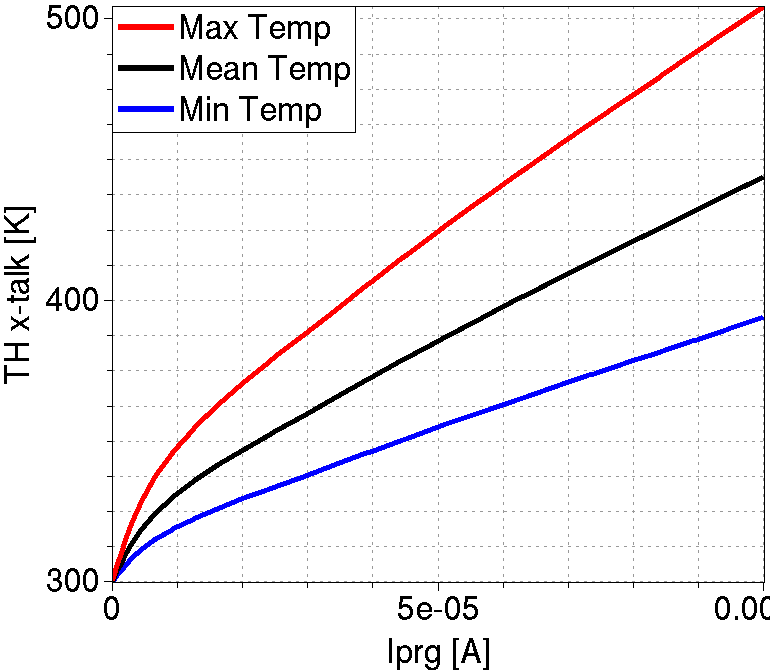 500
Max Temp
Mean Temp
Min Temp
TH x-talk [K]
400
300
0
5e-05
0.00
Iprg [A]